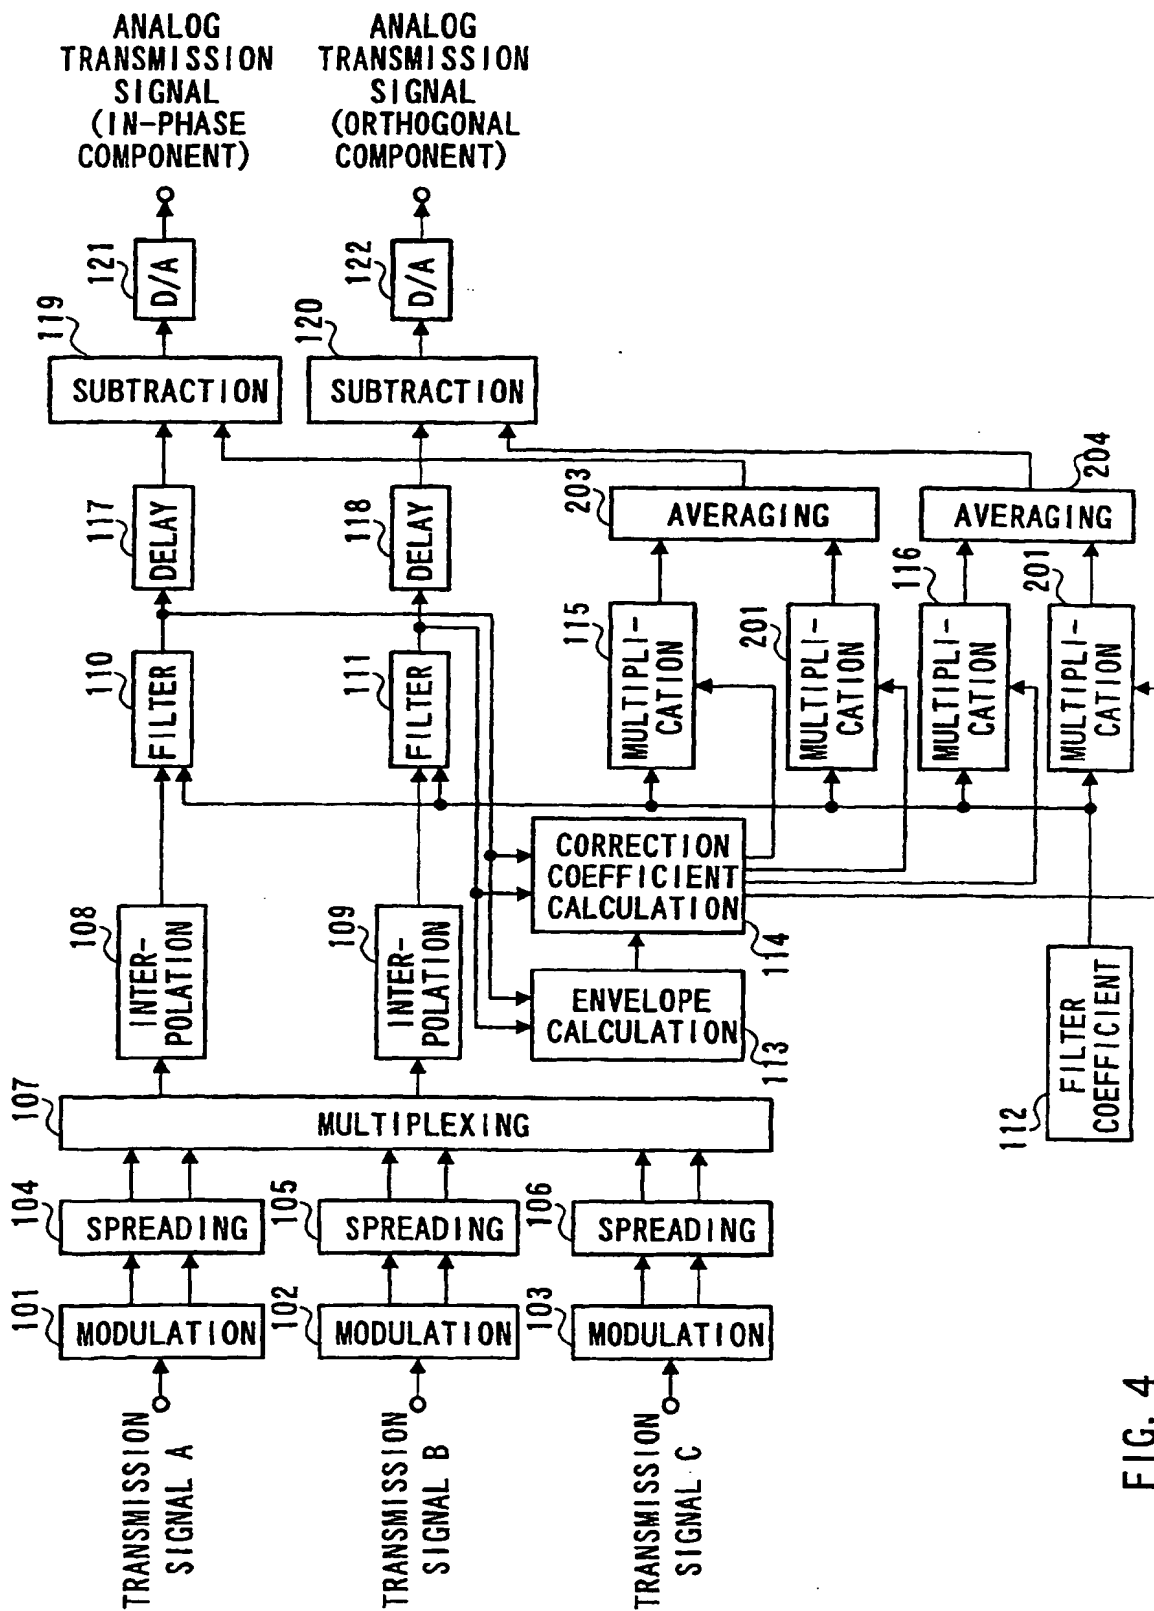 TRANSMISSION
SIGNAL A
TRANSMISSION
SIGNAL B
TRANSMISSION
SIGNAL C
101
MODULATION
102
MODULATION
103
MODULATION
104
SPREADING
105
SPREADING
106
SPREADING
107
MULTIPLEXING
108
INTER-
POLATION
109
INTER-
POLATION
110
FILTER
111
FILTER
112
FILTER
COEFFICIENT
ENVELOPE
CALCULATION
113
CORRECTION
COEFFICIENT
CALCULATION
114
115
MULTIPLI-
CATION
201
MULTIPLI-
CATION
116
MULTIPLI-
CATION
201
MULTIPLI-
CATION
203
AVERAGING
AVERAGING
204
117
DELAY
118
DELAY
119
SUBTRACTION
120
SUBTRACTION
121
D/A
122
D/A
ANALOG
TRANSMISSION
SIGNAL
(IN-PHASE
COMPONENT)
ANALOG
TRANSMISSION
SIGNAL
(ORTHOGONAL
COMPONENT)
FIG. 4